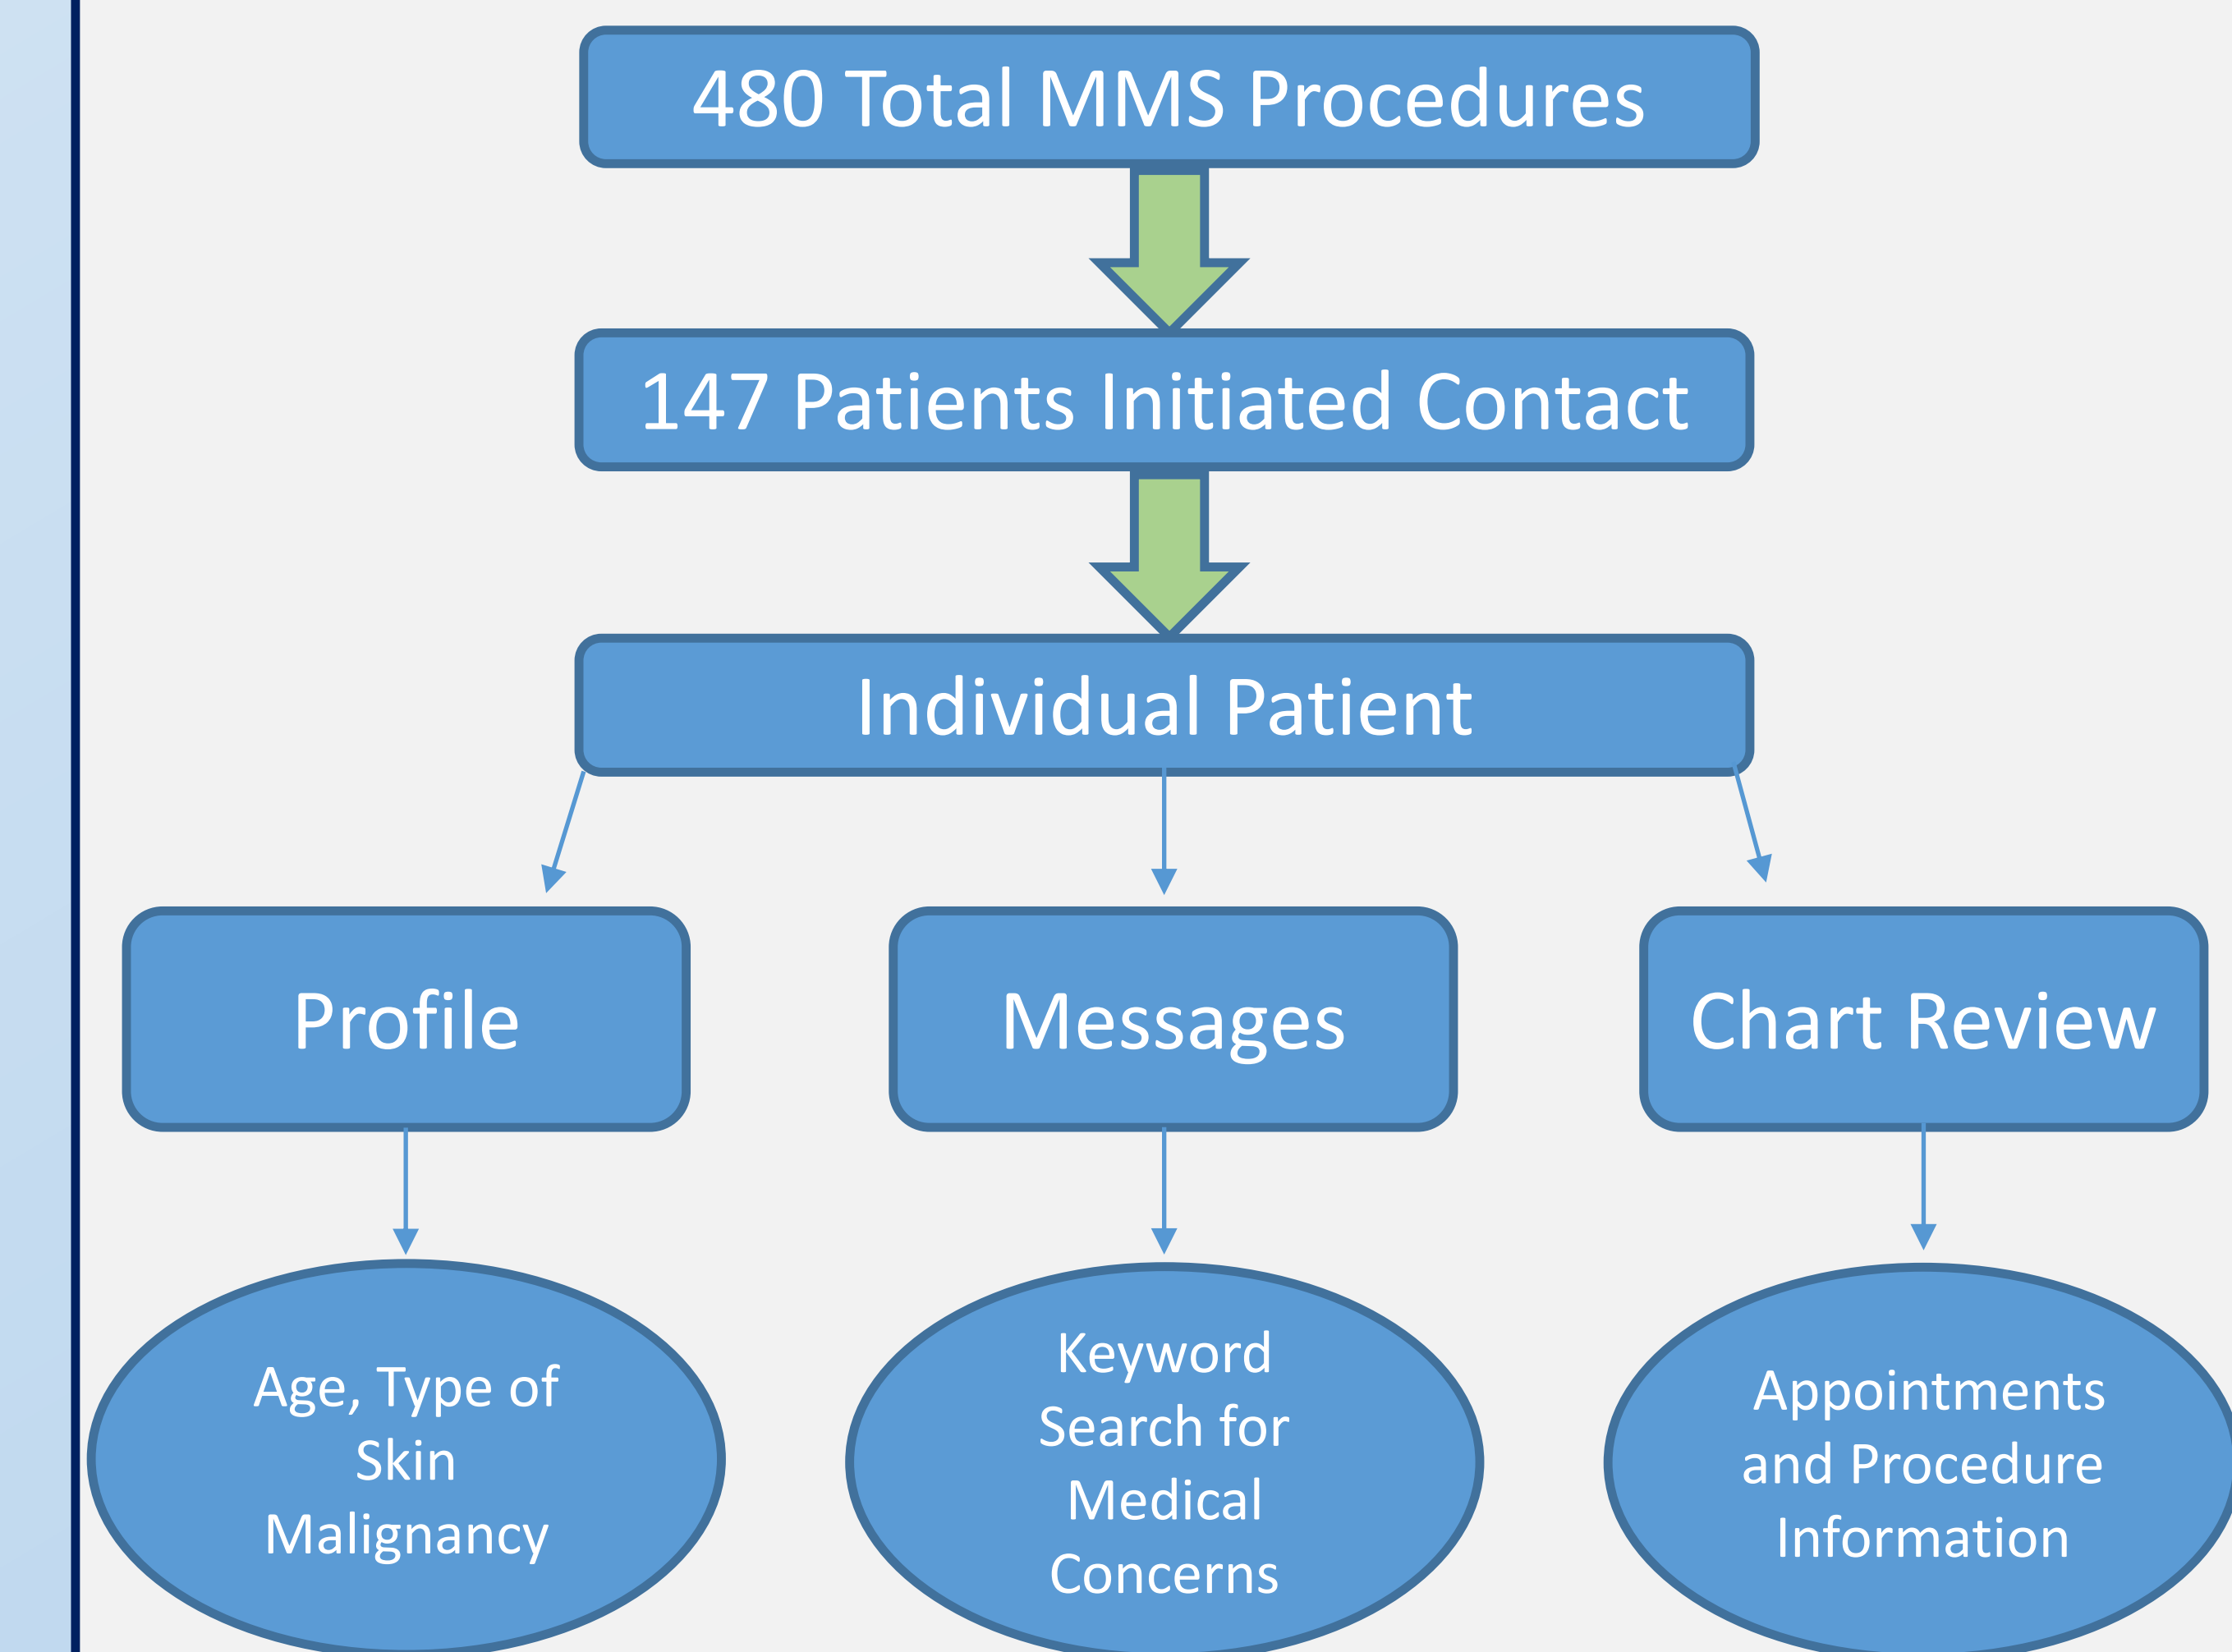 480 Total MMS Procedures
147 Patients Initiated Contact
Individual Patient
Profile
Messages
Chart Review
Age, Type of
Skin
Malignancy
Keyword
Search for
Medical
Concerns
Appointments
and Procedure
Information